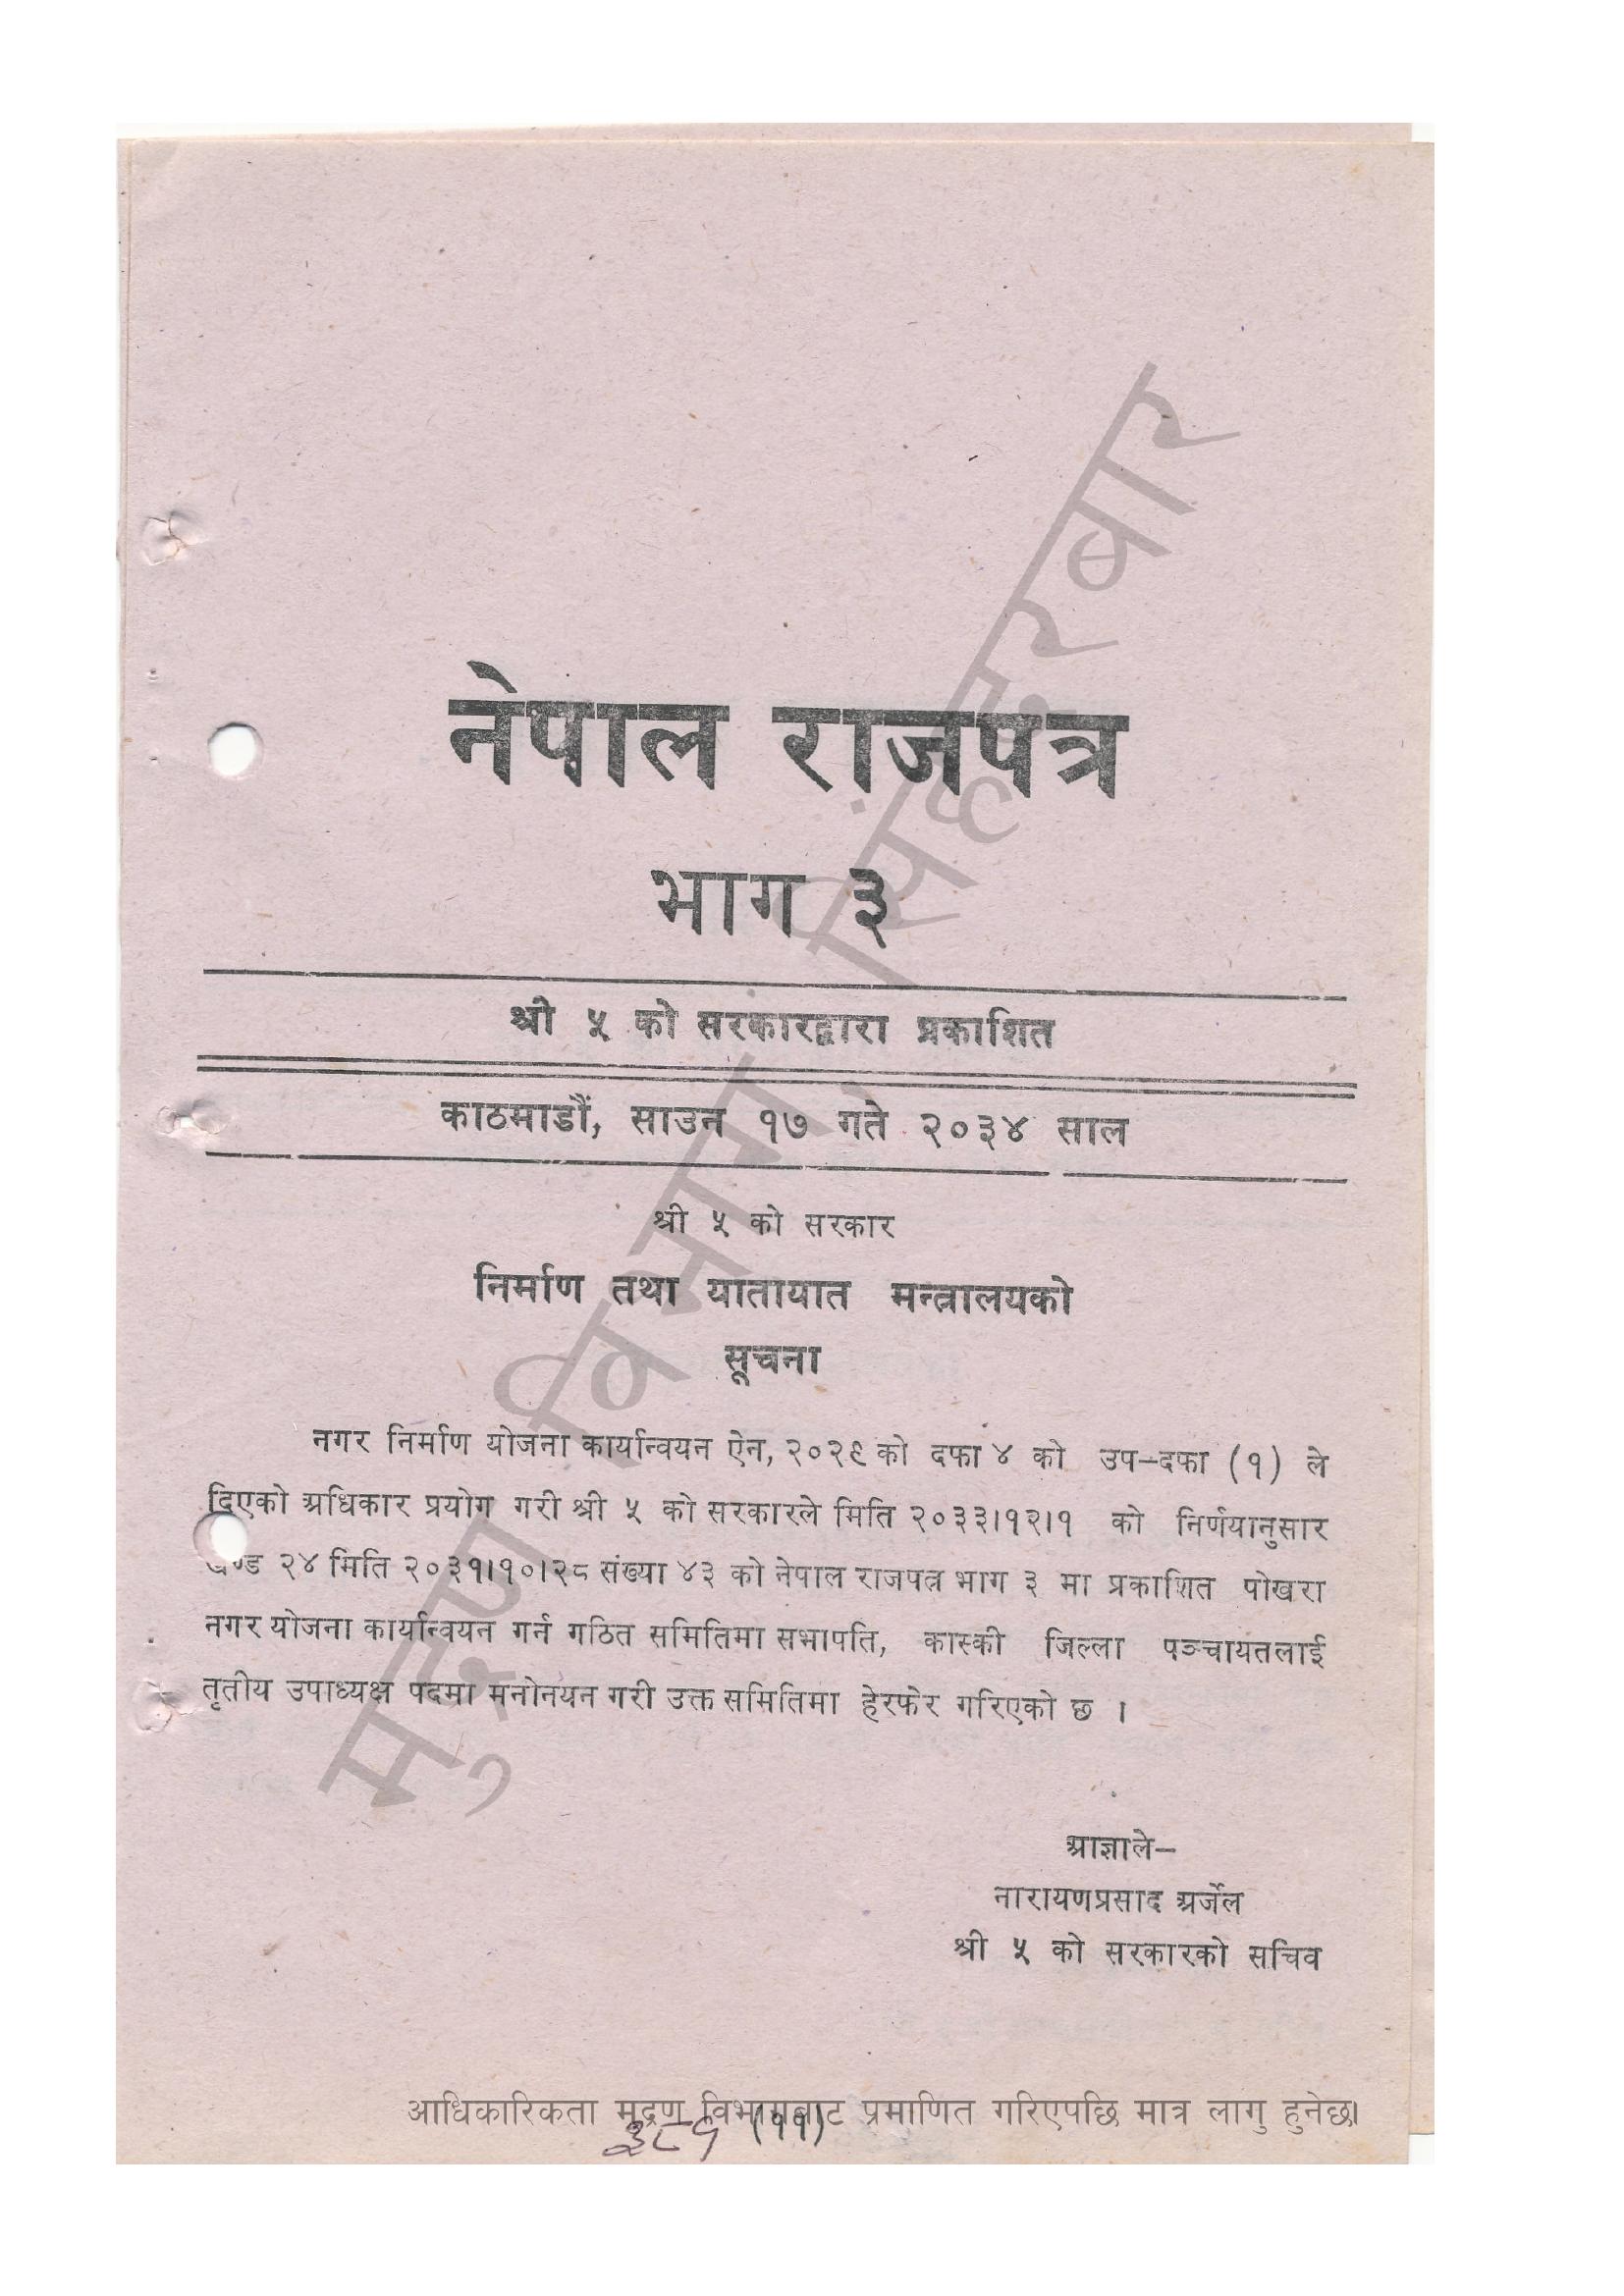 नेपाल राजपत्र
भाग ३
श्री ५ को सरकारद्वारा प्रकाशित
काठमाडौं, साउन १७ गते २०३४ साल
श्री ५ को सरकार
निर्माण तथा यातायात मन्त्रालयको
सूचना
नगर निर्माण योजना कार्यान्वयन ऐन, २०२९ को दफा ४ को उप-दफा (१) ले
दिएको अधिकार प्रयोग गरी श्री ५ को सरकारले मिति २०३३।१२।१ को निर्णयानुसार
खण्ड २४ मिति २०३१।१०।२८ संख्या ४३ को नेपाल राजपत्र भाग ३ मा प्रकाशित पोखरा
नगर योजना कार्यान्वयन गर्न गठित समितिमा सभापति, कास्की जिल्ला पञ्चायतलाई
तृतीय उपाध्यक्ष पदमा मनोनयन गरी उक्त समितिमा हेरफेर गरिएको छ ।
आज्ञाले–
नारायणप्रसाद अर्जेल
श्री ५ को सरकारको सचिव
मुद्रण विभाग, सिंहदरबार
आधिकारिकता मुद्रण विभागबाट प्रमाणित गरिएपछि मात्र लागु हुनेछ।
(११)